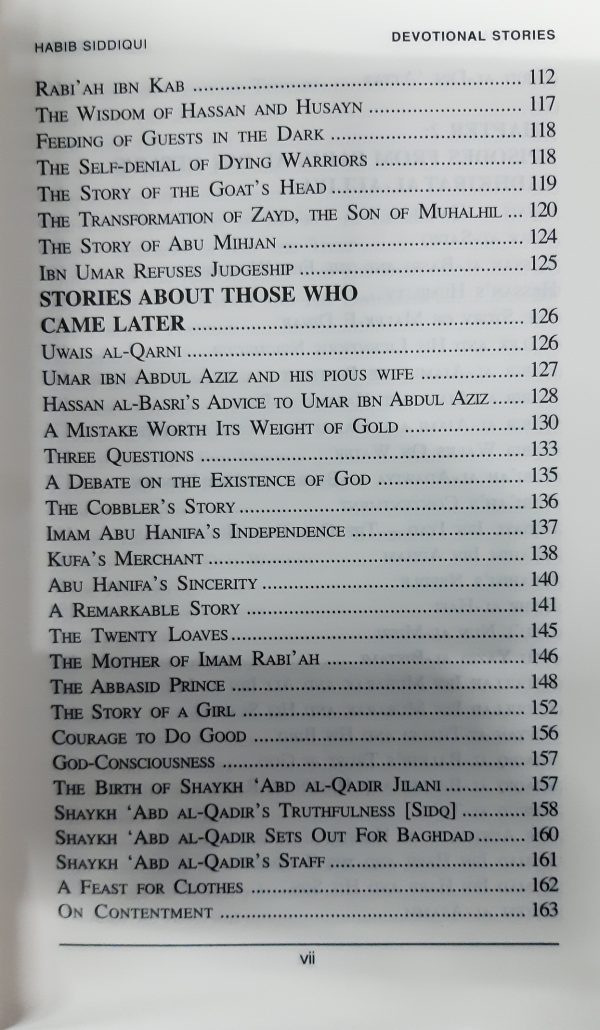 HABIB SIDDIQUI DEVOTIONAL STORIES
RABI'AH IBN KAB .......... 112
THE WISDOM OF HASSAN AND HUSAYN .......... 117
FEEDING OF GUESTS IN THE DARK .......... 118
THE SELF-DENIAL OF DYING WARRIORS .......... 118
THE STORY OF THE GOAT'S HEAD .......... 119
THE TRANSFORMATION OF ZAYD, THE SON OF MUHALHIL ... 120
THE STORY OF ABU MIHJAN .......... 124
IBN UMAR REFUSES JUDGESHIP .......... 125
STORIES ABOUT THOSE WHO
CAME LATER .......... 126
UWAIS AL-QARNI .......... 126
UMAR IBN ABDUL AZIZ AND HIS PIOUS WIFE .......... 127
HASSAN AL-BASRI'S ADVICE TO UMAR IBN ABDUL AZIZ ...... 128
A MISTAKE WORTH ITS WEIGHT OF GOLD .......... 130
THREE QUESTIONS .......... 133
A DEBATE ON THE EXISTENCE OF GOD .......... 135
THE COBBLER'S STORY .......... 136
IMAM ABU HANIFA'S INDEPENDENCE .......... 137
KUFA'S MERCHANT .......... 138
ABU HANIFA'S SINCERITY .......... 140
A REMARKABLE STORY .......... 141
THE TWENTY LOAVES .......... 145
THE MOTHER OF IMAM RABI'AH .......... 146
THE ABBASID PRINCE .......... 148
THE STORY OF A GIRL .......... 152
COURAGE TO DO GOOD .......... 156
GOD-CONSCIOUSNESS .......... 157
THE BIRTH OF SHAYKH 'ABD AL-QADIR JILANI .......... 157
SHAYKH 'ABD AL-QADIR'S TRUTHFULNESS [SIDQ] .......... 158
SHAYKH 'ABD AL-QADIR SETS OUT FOR BAGHDAD ......... 160
SHAYKH 'ABD AL-QADIR'S STAFF .......... 161
A FEAST FOR CLOTHES .......... 162
ON CONTENTMENT .......... 163
vii